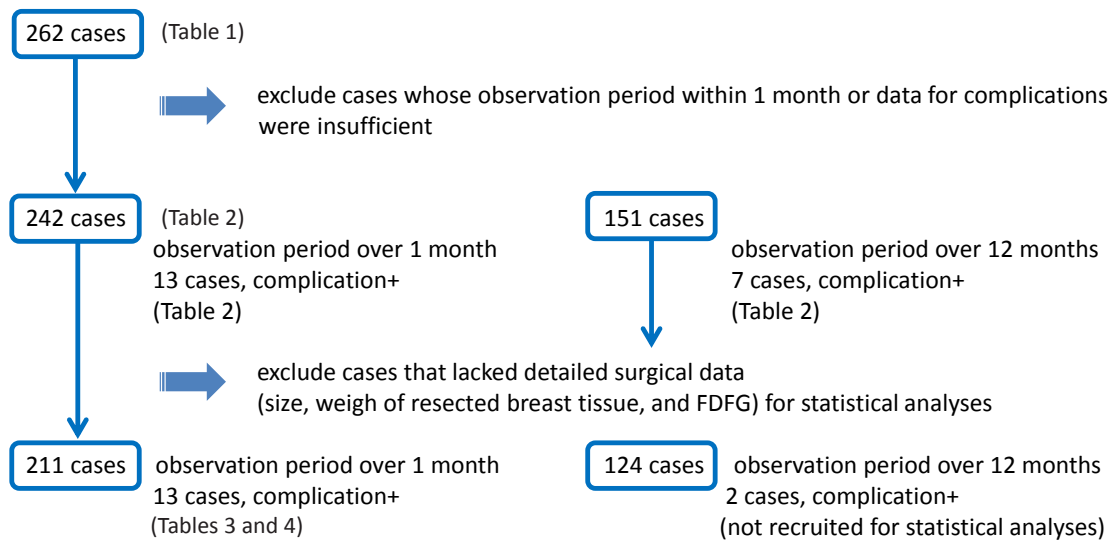 262 cases
(Table 1)
exclude cases whose observation period within 1 month or data for complications
were insufficient
242 cases
(Table 2)
observation period over 1 month
13 cases, complication+
(Table 2)
151 cases
observation period over 12 months
7 cases, complication+
(Table 2)
exclude cases that lacked detailed surgical data
(size, weigh of resected breast tissue, and FDFG) for statistical analyses
211 cases
observation period over 1 month
13 cases, complication+
(Tables 3 and 4)
124 cases
observation period over 12 months
2 cases, complication+
(not recruited for statistical analyses)